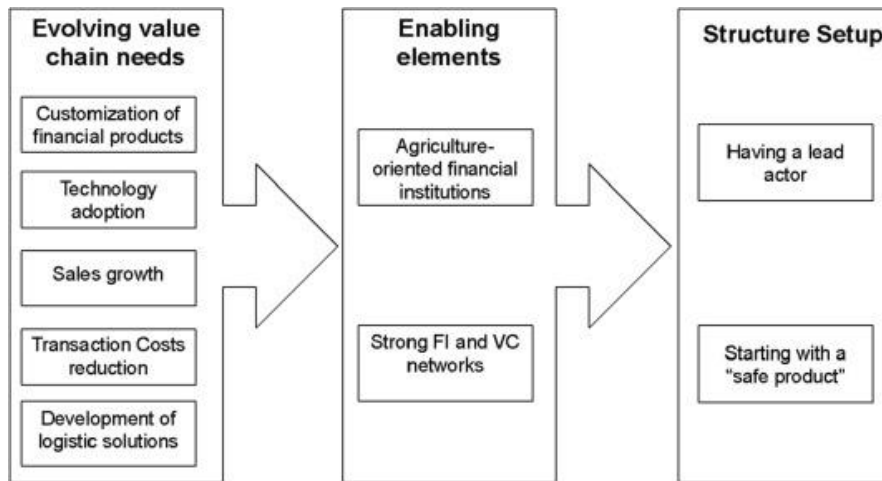 Evolving value
chain needs
Customization of
financial products
Technology
adoption
Sales growth
Transaction Costs
reduction
Development of
logistic solutions
Enabling
elements
Agriculture-
oriented financial
institutions
Strong FI and VC
networks
Structure Setup
Having a lead
actor
Starting with a
“safe product”